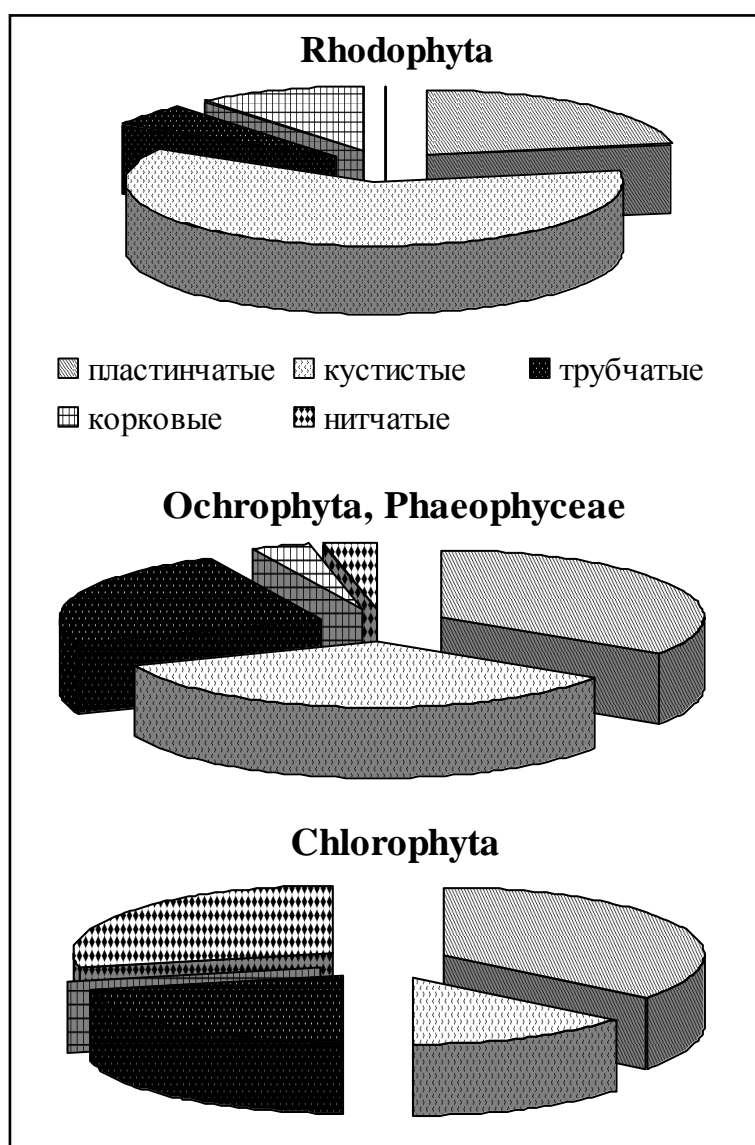 Rhodophyta
пластинчатые кустистые трубчатые
корковые нитчатые
Ochrophyta, Phaeophyceae
Chlorophyta